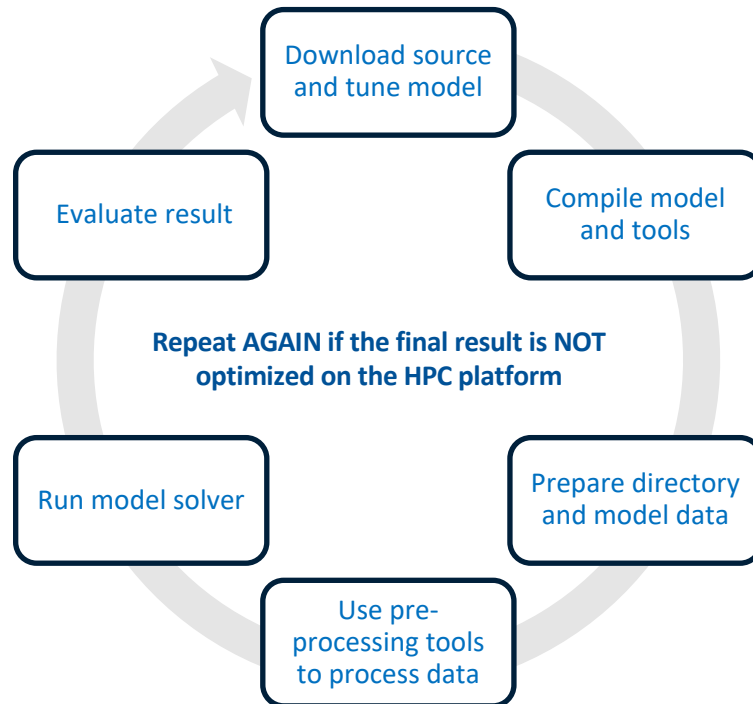 Download source
and tune model
Compile model
and tools
Prepare directory
and model data
Use pre-
processing tools
to process data
Run model solver
Evaluate result
Repeat AGAIN if the final result is NOT
optimized on the HPC platform